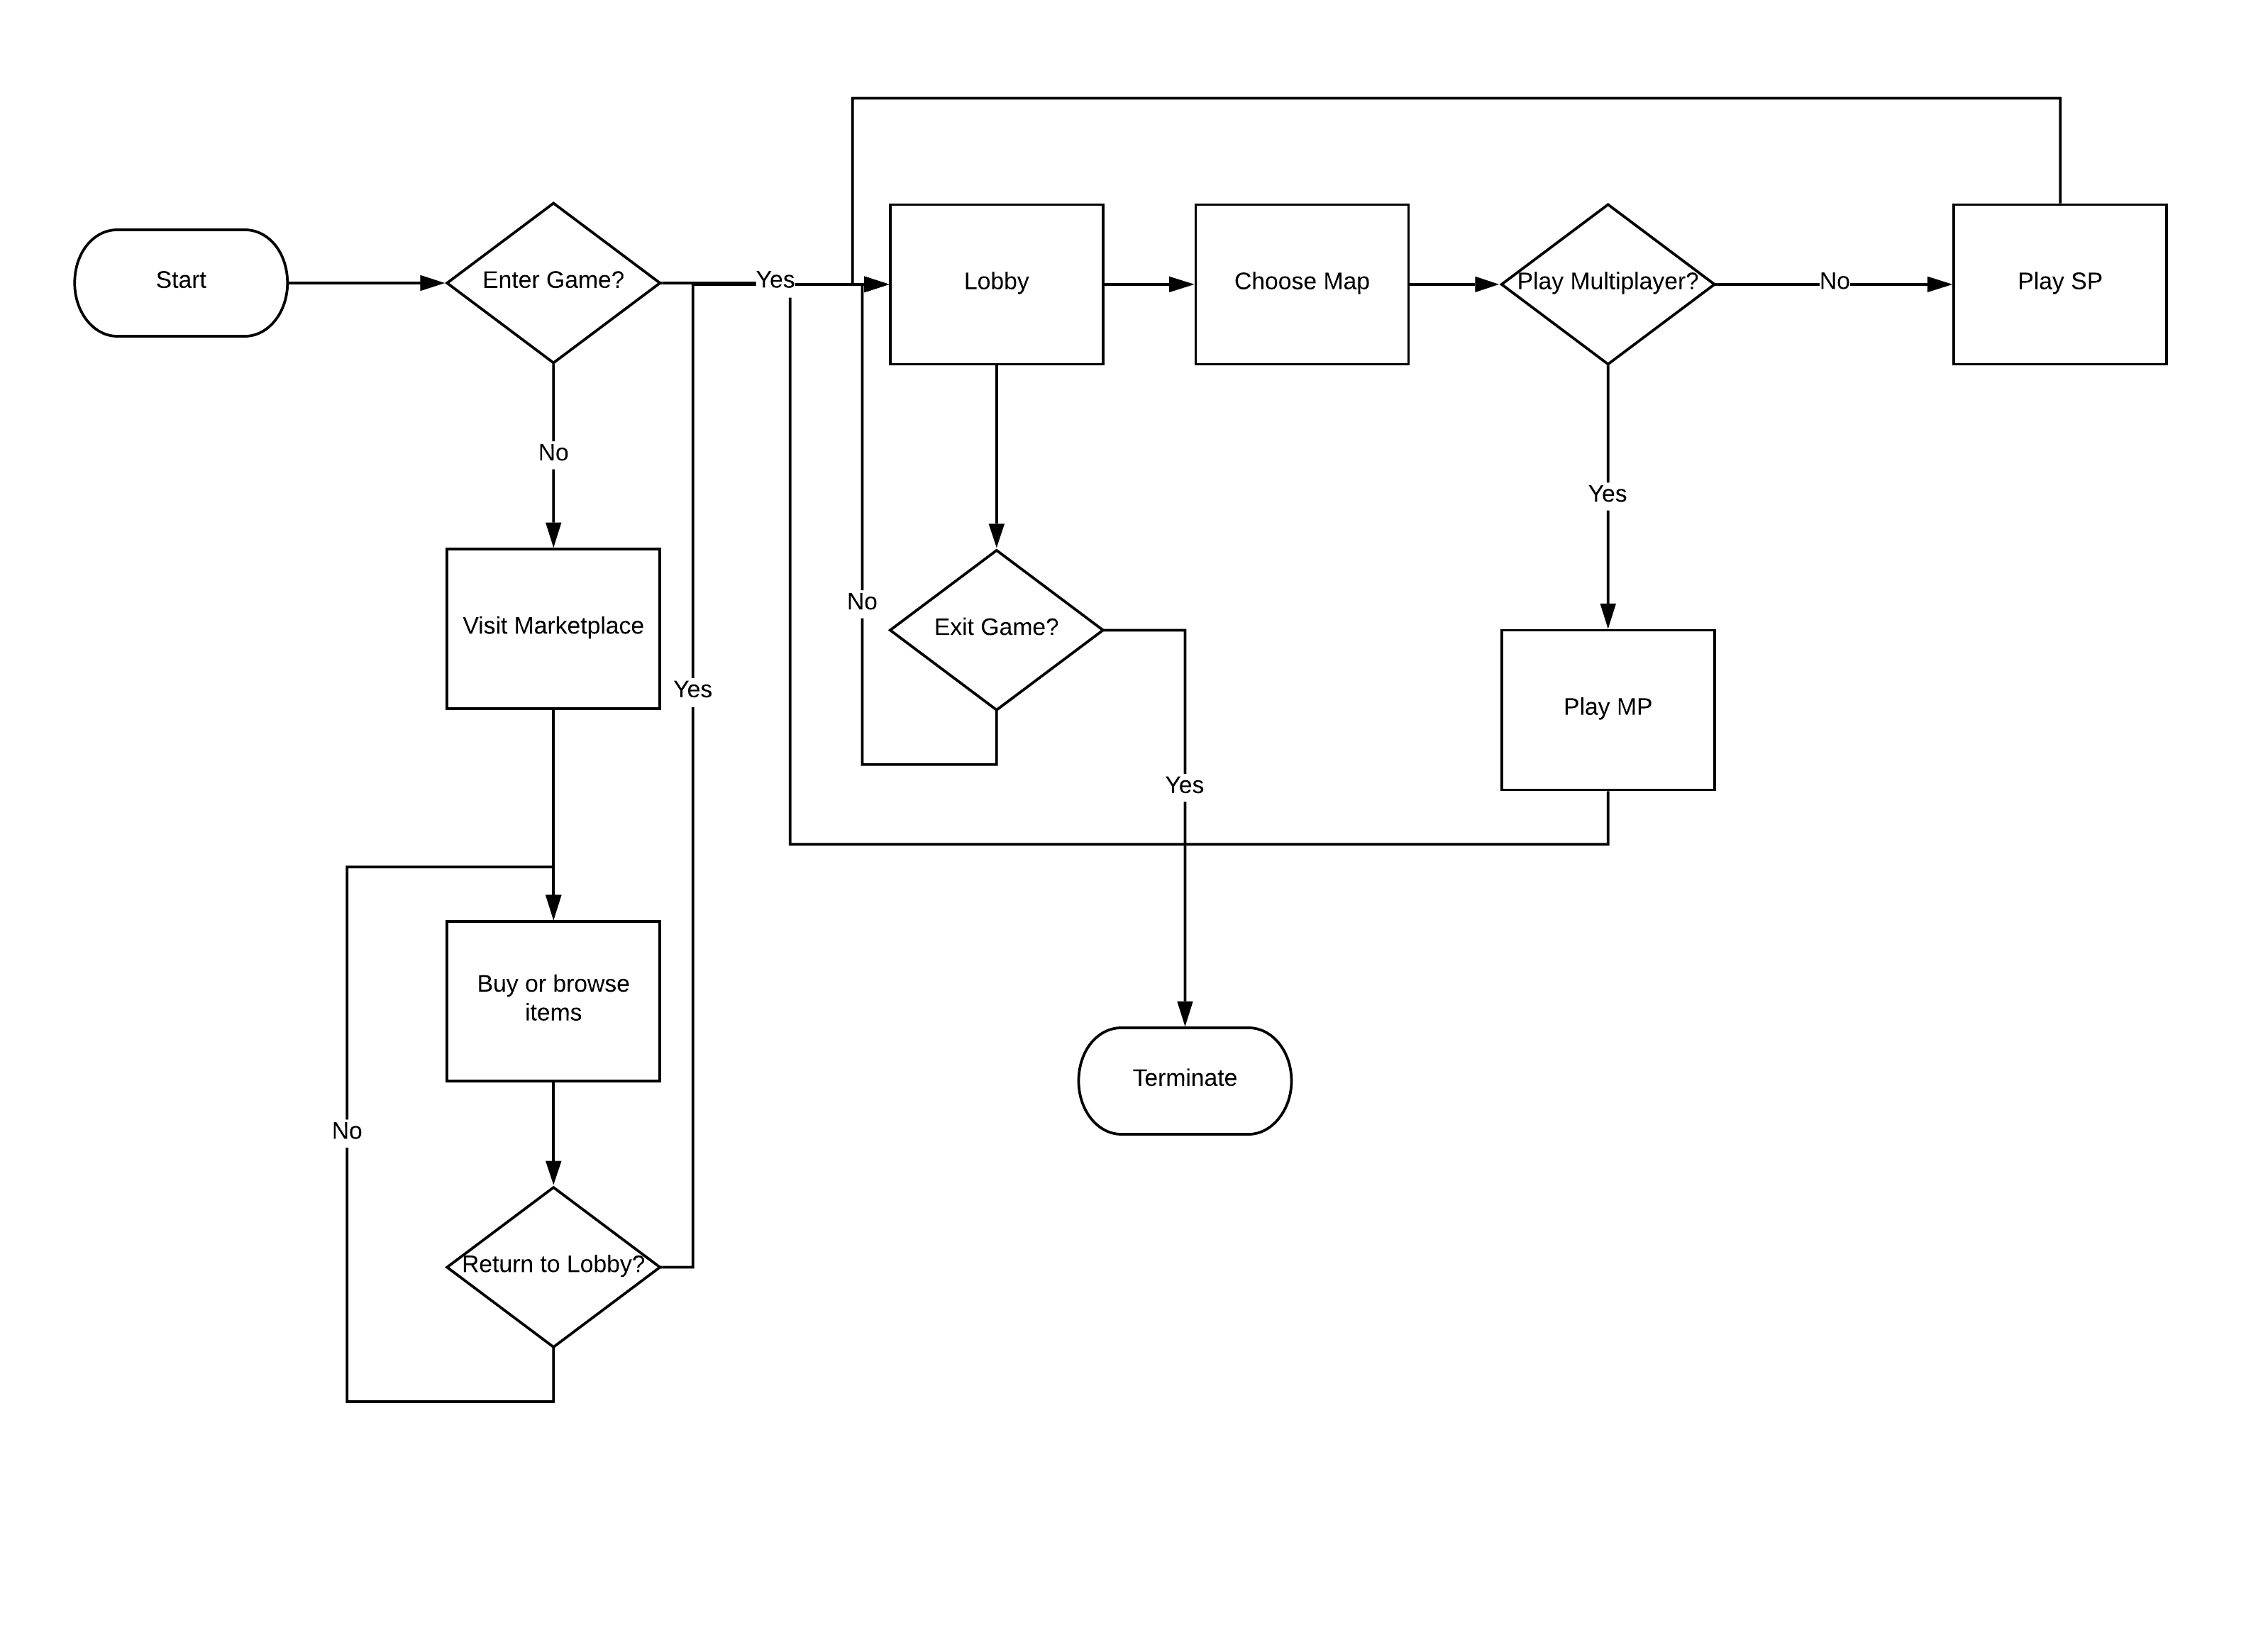 Start
Enter Game?
Yes
Lobby
Choose Map
Play Multiplayer?
No
Play SP
No
Yes
Visit Marketplace
No
Exit Game?
Yes
Play MP
Yes
Buy or browse
items
Terminate
No
Return to Lobby?